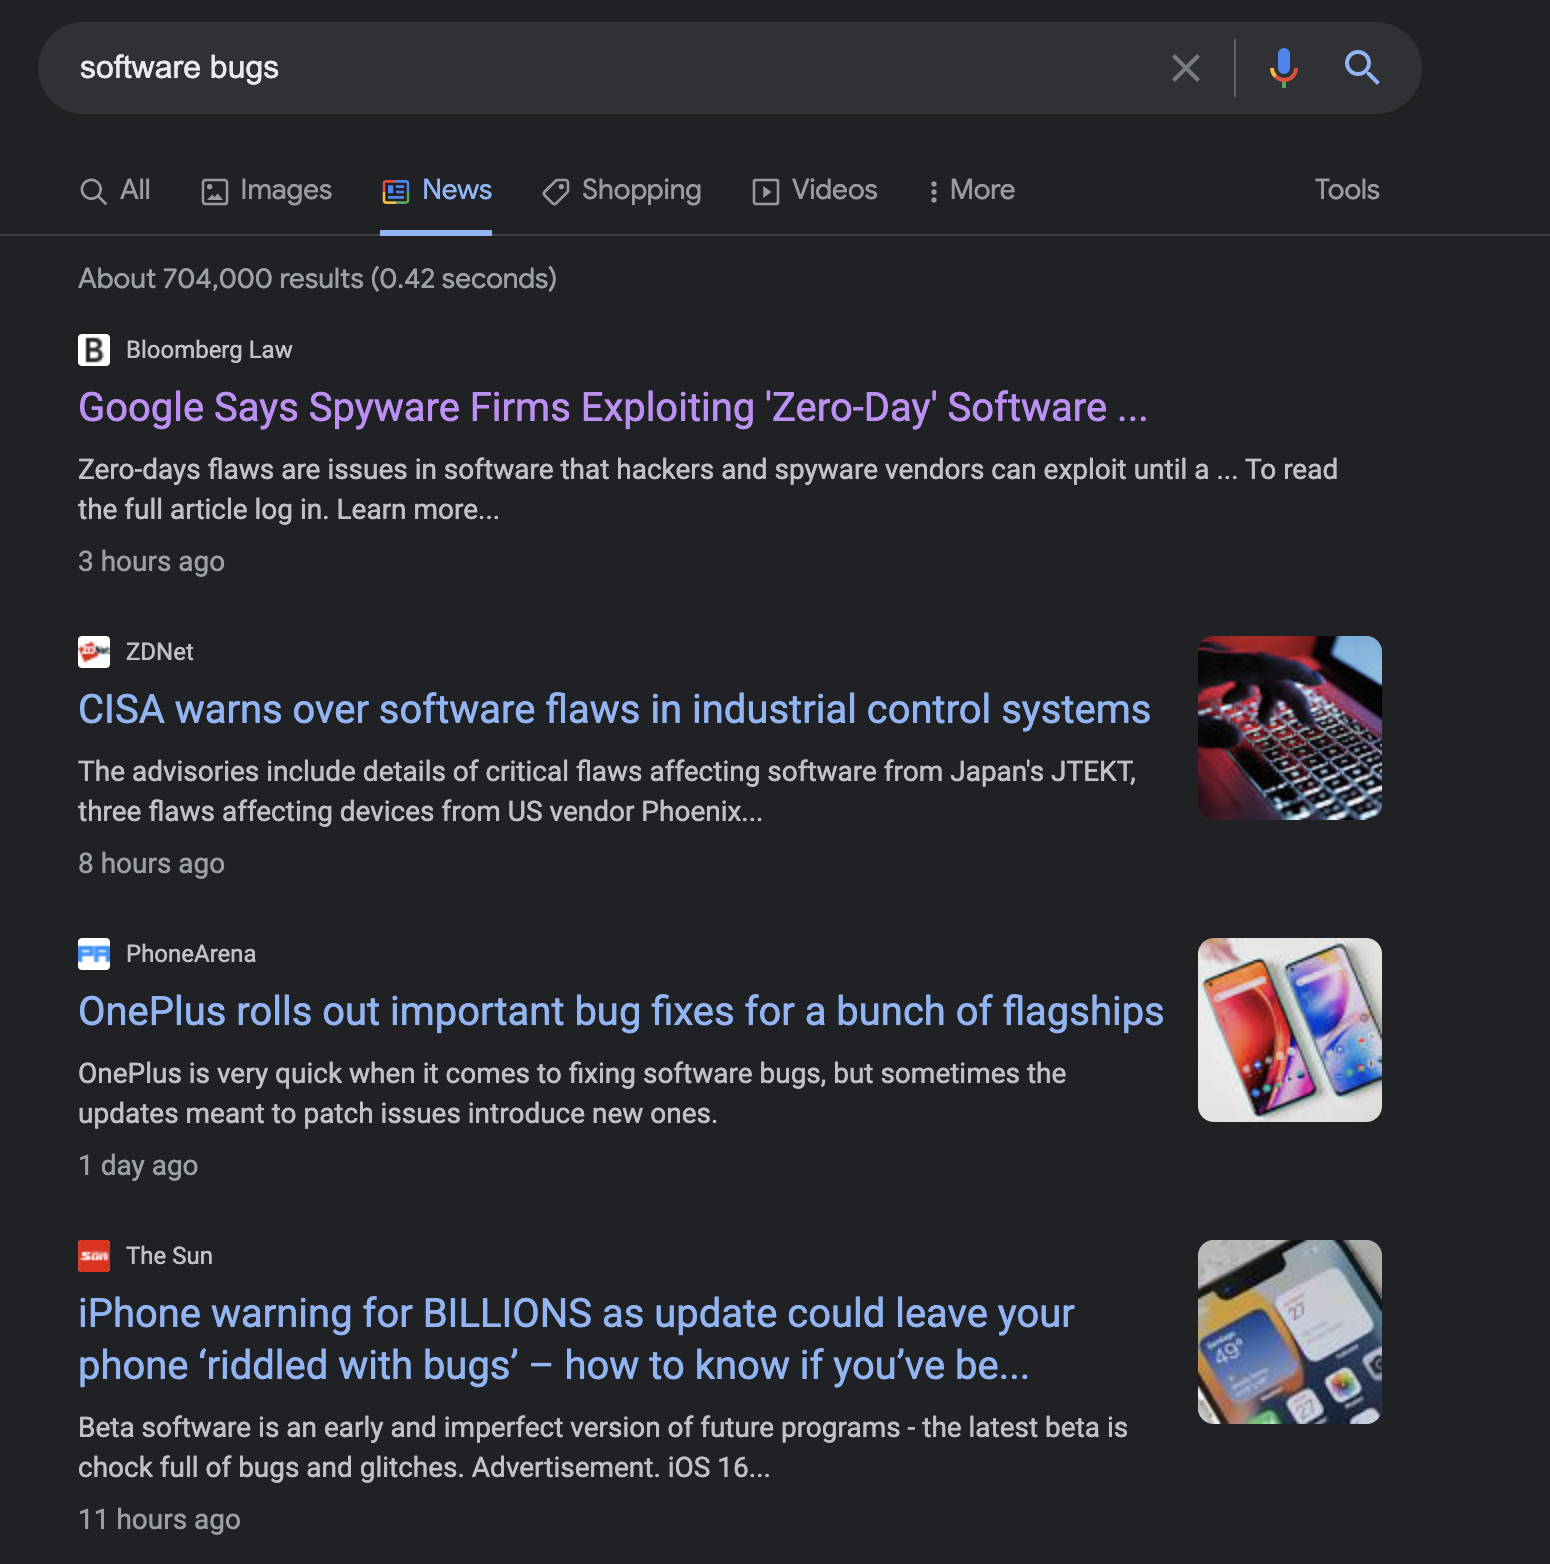 software bugs
All Images News Shopping Videos More Tools
About 704,000 results (0.42 seconds)
B Bloomberg Law
Google Says Spyware Firms Exploiting 'Zero-Day' Software ...
Zero-days flaws are issues in software that hackers and spyware vendors can exploit until a ... To read
the full article log in. Learn more...
3 hours ago
ZDNet
CISA warns over software flaws in industrial control systems
The advisories include details of critical flaws affecting software from Japan's JTEKT,
three flaws affecting devices from US vendor Phoenix...
8 hours ago
PA PhoneArena
OnePlus rolls out important bug fixes for a bunch of flagships
OnePlus is very quick when it comes to fixing software bugs, but sometimes the
updates meant to patch issues introduce new ones.
1 day ago
Sun The Sun
iPhone warning for BILLIONS as update could leave your
phone ‘riddled with bugs’ – how to know if you’ve be...
27
49°
27
Beta software is an early and imperfect version of future programs - the latest beta is
chock full of bugs and glitches. Advertisement. iOS 16...
11 hours ago